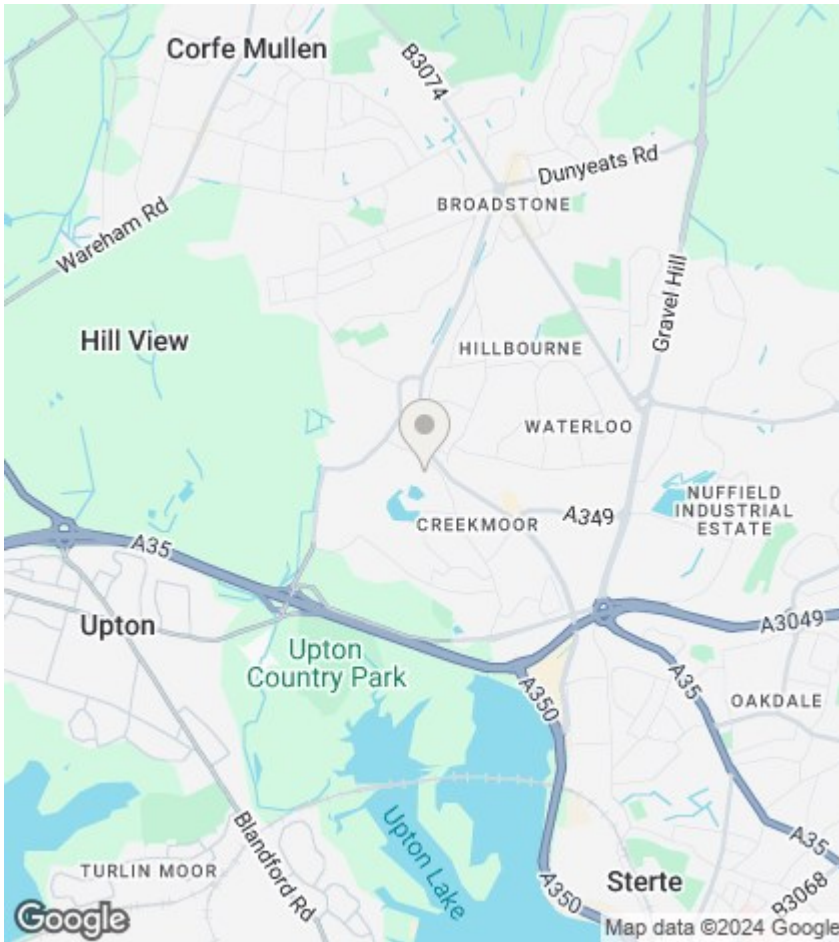 Corfe Mullen
B3074
Dunyeats Rd
BROADSTONE
Wareham Rd
Gravel Hill
Hill View
HILLBOURNE
WATERLOO
NUFFIELD
INDUSTRIAL
ESTATE
CREEKMOOR
A349
A35
Upton
A3049
Upton
Country Park
A35
A350
OAKDALE
Upton Lake
Blandford Rd
A35
TURLIN MOOR
Sterte
A350
B3068
Google
Map data ©2024 Google